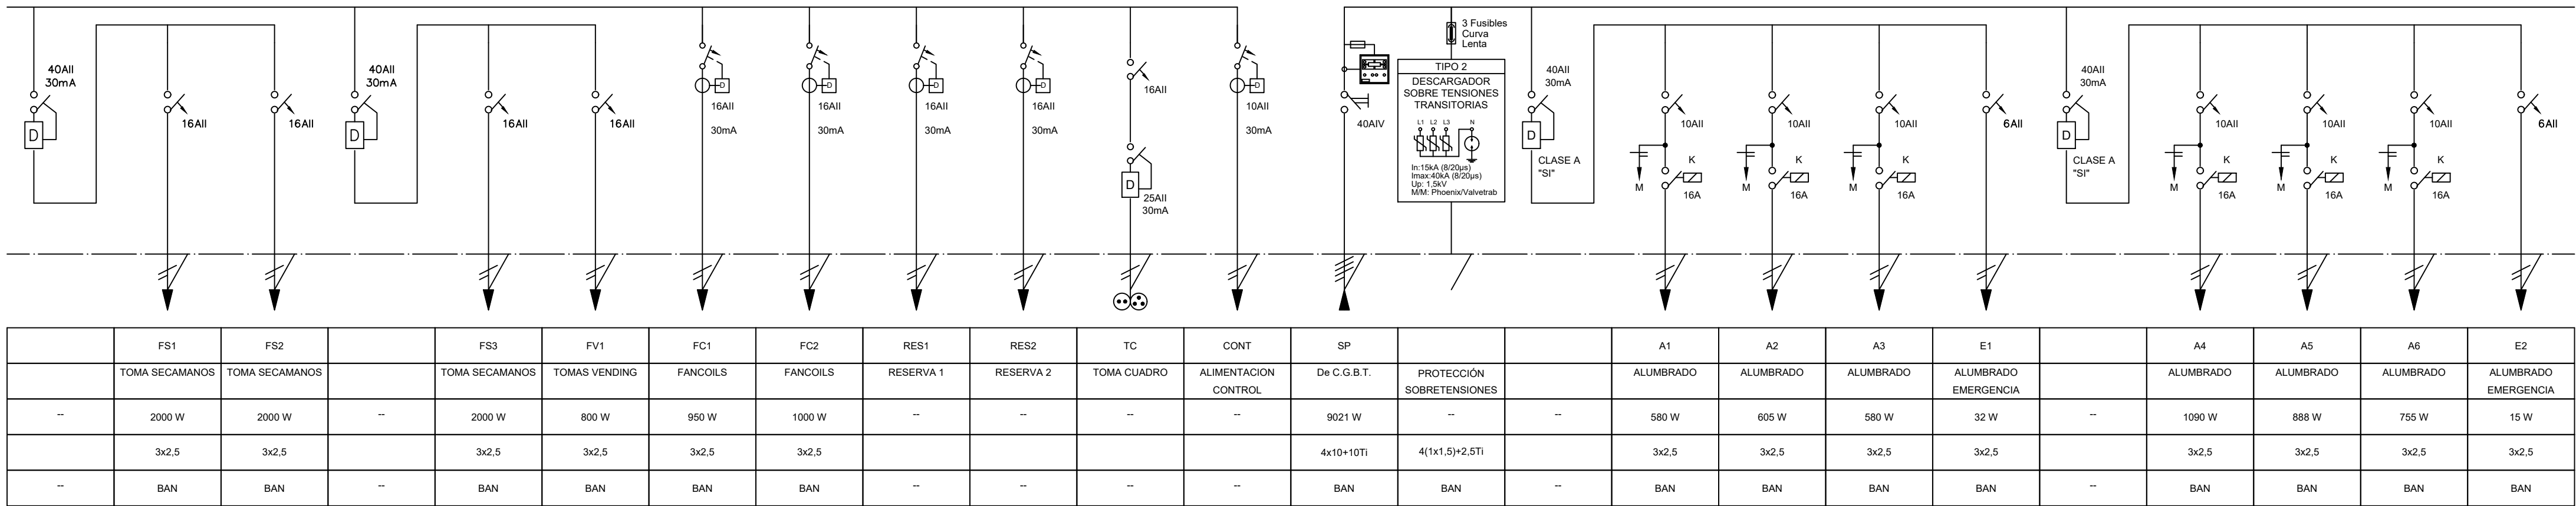 40AII
30mA
D
16AII
16AII
40AII
30mA
D
16AII
16AII
D
16AII
30mA
D
16AII
30mA
D
16AII
30mA
D
16AII
30mA
16AII
D
25AII
30mA
D
10AII
30mA
40AIV
3 Fusibles
Curva
Lenta
TIPO 2
DESCARGADOR
SOBRE TENSIONES
TRANSITORIAS
L1 L2 L3 N
In:15kA (8/20µs)
Imax:40kA (8/20µs)
Up: 1,5kV
M/M: Phoenix/Valvetrab
40AII
30mA
D
CLASE A
"SI"
10AII
M
K
16A
10AII
M
K
16A
10AII
M
K
16A
6AII
40AII
30mA
D
CLASE A
"SI"
10AII
M
K
16A
10AII
M
K
16A
10AII
M
K
16A
6AII
FS1 FS2 FS3 FV1 FC1 FC2 RES1 RES2 TC CONT SP A1 A2 A3 E1 A4 A5 A6 E2
TOMA SECAMANOS TOMA SECAMANOS TOMA SECAMANOS TOMAS VENDING FANCOILS FANCOILS RESERVA 1 RESERVA 2 TOMA CUADRO ALIMENTACION De C.G.B.T. PROTECCIÓN ALUMBRADO ALUMBRADO ALUMBRADO ALUMBRADO ALUMBRADO ALUMBRADO ALUMBRADO ALUMBRADO
CONTROL SOBRETENSIONES EMERGENCIA EMERGENCIA
-- 2000 W 2000 W -- 2000 W 800 W 950 W 1000 W -- -- -- -- 9021 W -- -- 580 W 605 W 580 W 32 W -- 1090 W 888 W 755 W 15 W
3x2,5 3x2,5 3x2,5 3x2,5 3x2,5 3x2,5 4x10+10Ti 4(1x1,5)+2,5Ti 3x2,5 3x2,5 3x2,5 3x2,5 3x2,5 3x2,5 3x2,5 3x2,5
-- BAN BAN -- BAN BAN BAN BAN -- -- -- -- BAN BAN -- BAN BAN BAN BAN -- BAN BAN BAN BAN